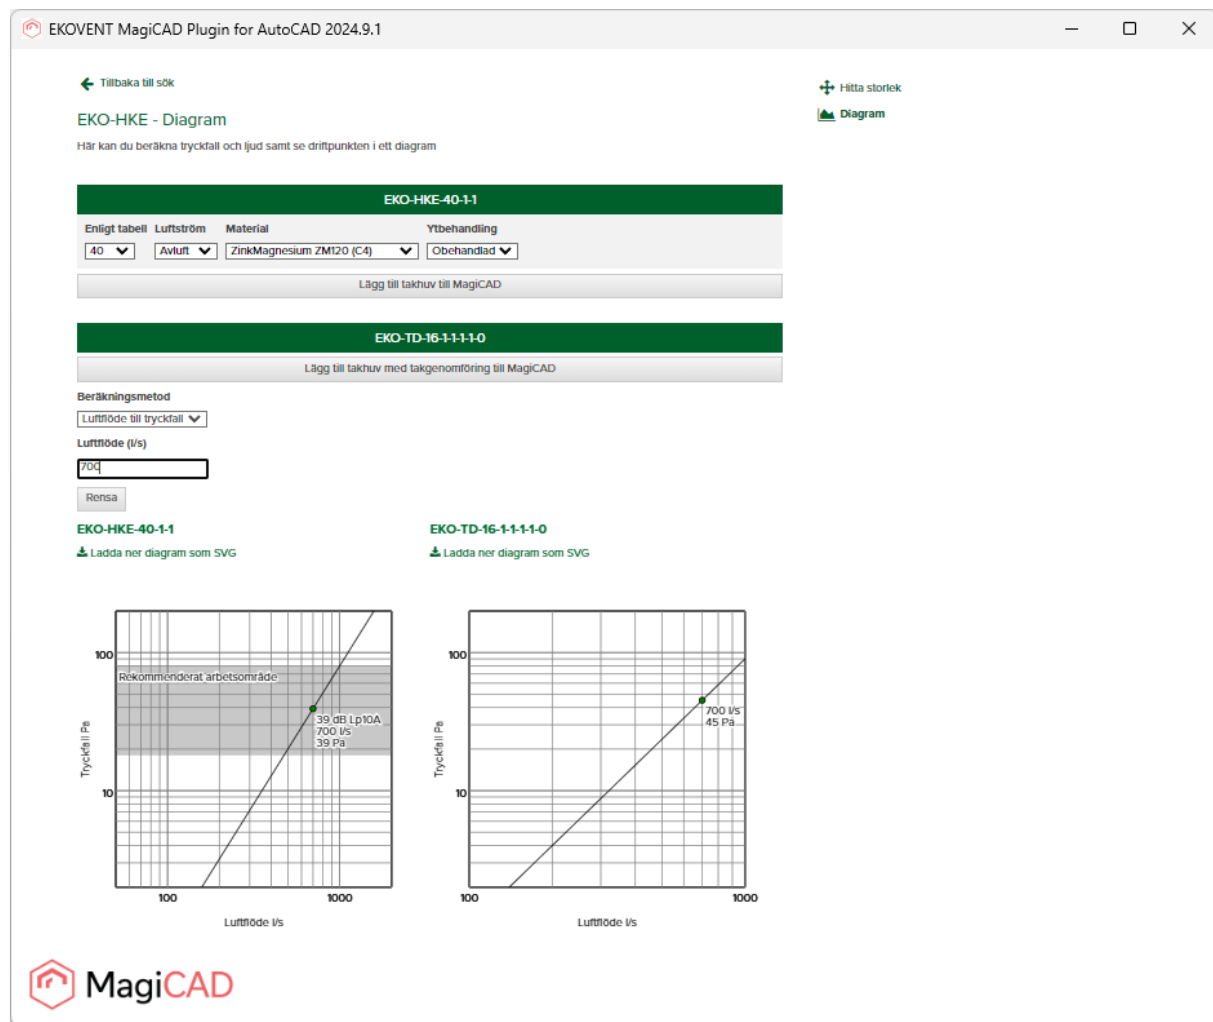 EKOVENT MagiCAD Plugin for AutoCAD 2024.9.1
Tillbaka till sök
Hitta storlek
Diagram
EKO-HKE - Diagram
Här kan du beräkna tryckfall och ljud samt se driftpunkten i ett diagram
EKO-HKE-40-1-1
Enligt tabell Luftström Material Ytbehandling
40 Avluft ZinkMagnesium ZM120 (C4) Obehandlad
Lägg till takhuv till MagiCAD
EKO-TD-16-1-1-1-1-0
Lägg till takhuv med takgenomföring till MagiCAD
Beräkningsmetod
Luftflöde till tryckfall
Luftflöde (l/s)
700
Rensa
EKO-HKE-40-1-1
Ladda ner diagram som SVG
100
Rekommenderat arbetsområde
39 dB Lp10A
700 l/s
39 Pa
Tryckfall Pa
10
100 1000
Luftflöde l/s
EKO-TD-16-1-1-1-1-0
Ladda ner diagram som SVG
100
700 l/s
45 Pa
Tryckfall Pa
10
100 1000
Luftflöde l/s
MagiCAD